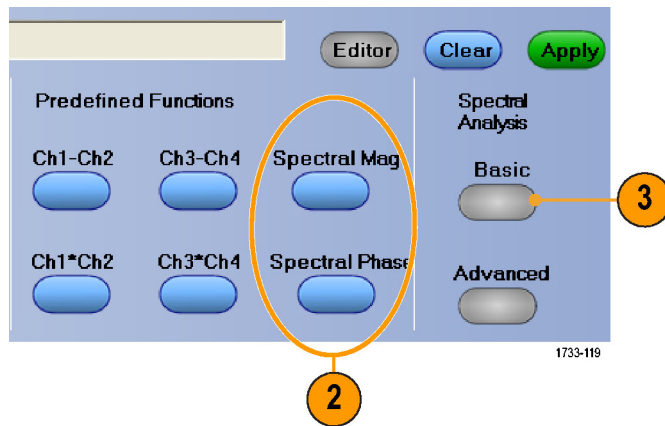 Editor Clear Apply
Predefined Functions
Spectral
Analysis
Ch1-Ch2 Ch3-Ch4 Spectral Mag
Basic
3
Ch1*Ch2 Ch3*Ch4 Spectral Phase
Advanced
1733-119
2